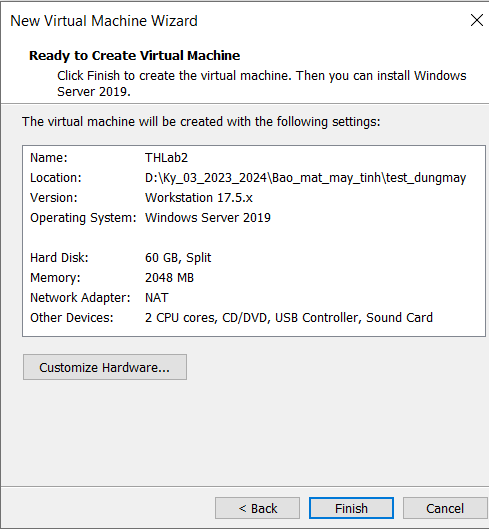 New Virtual Machine Wizard
Ready to Create Virtual Machine
Click Finish to create the virtual machine. Then you can install Windows
Server 2019.
The virtual machine will be created with the following settings:
Name: THLab2
Location: D:\Ky_03_2023_2024\Bao_mat_may_tinh\test_dungmay
Version: Workstation 17.5.x
Operating System: Windows Server 2019
Hard Disk: 60 GB, Split
Memory: 2048 MB
Network Adapter: NAT
Other Devices: 2 CPU cores, CD/DVD, USB Controller, Sound Card
Customize Hardware...
< Back Finish Cancel